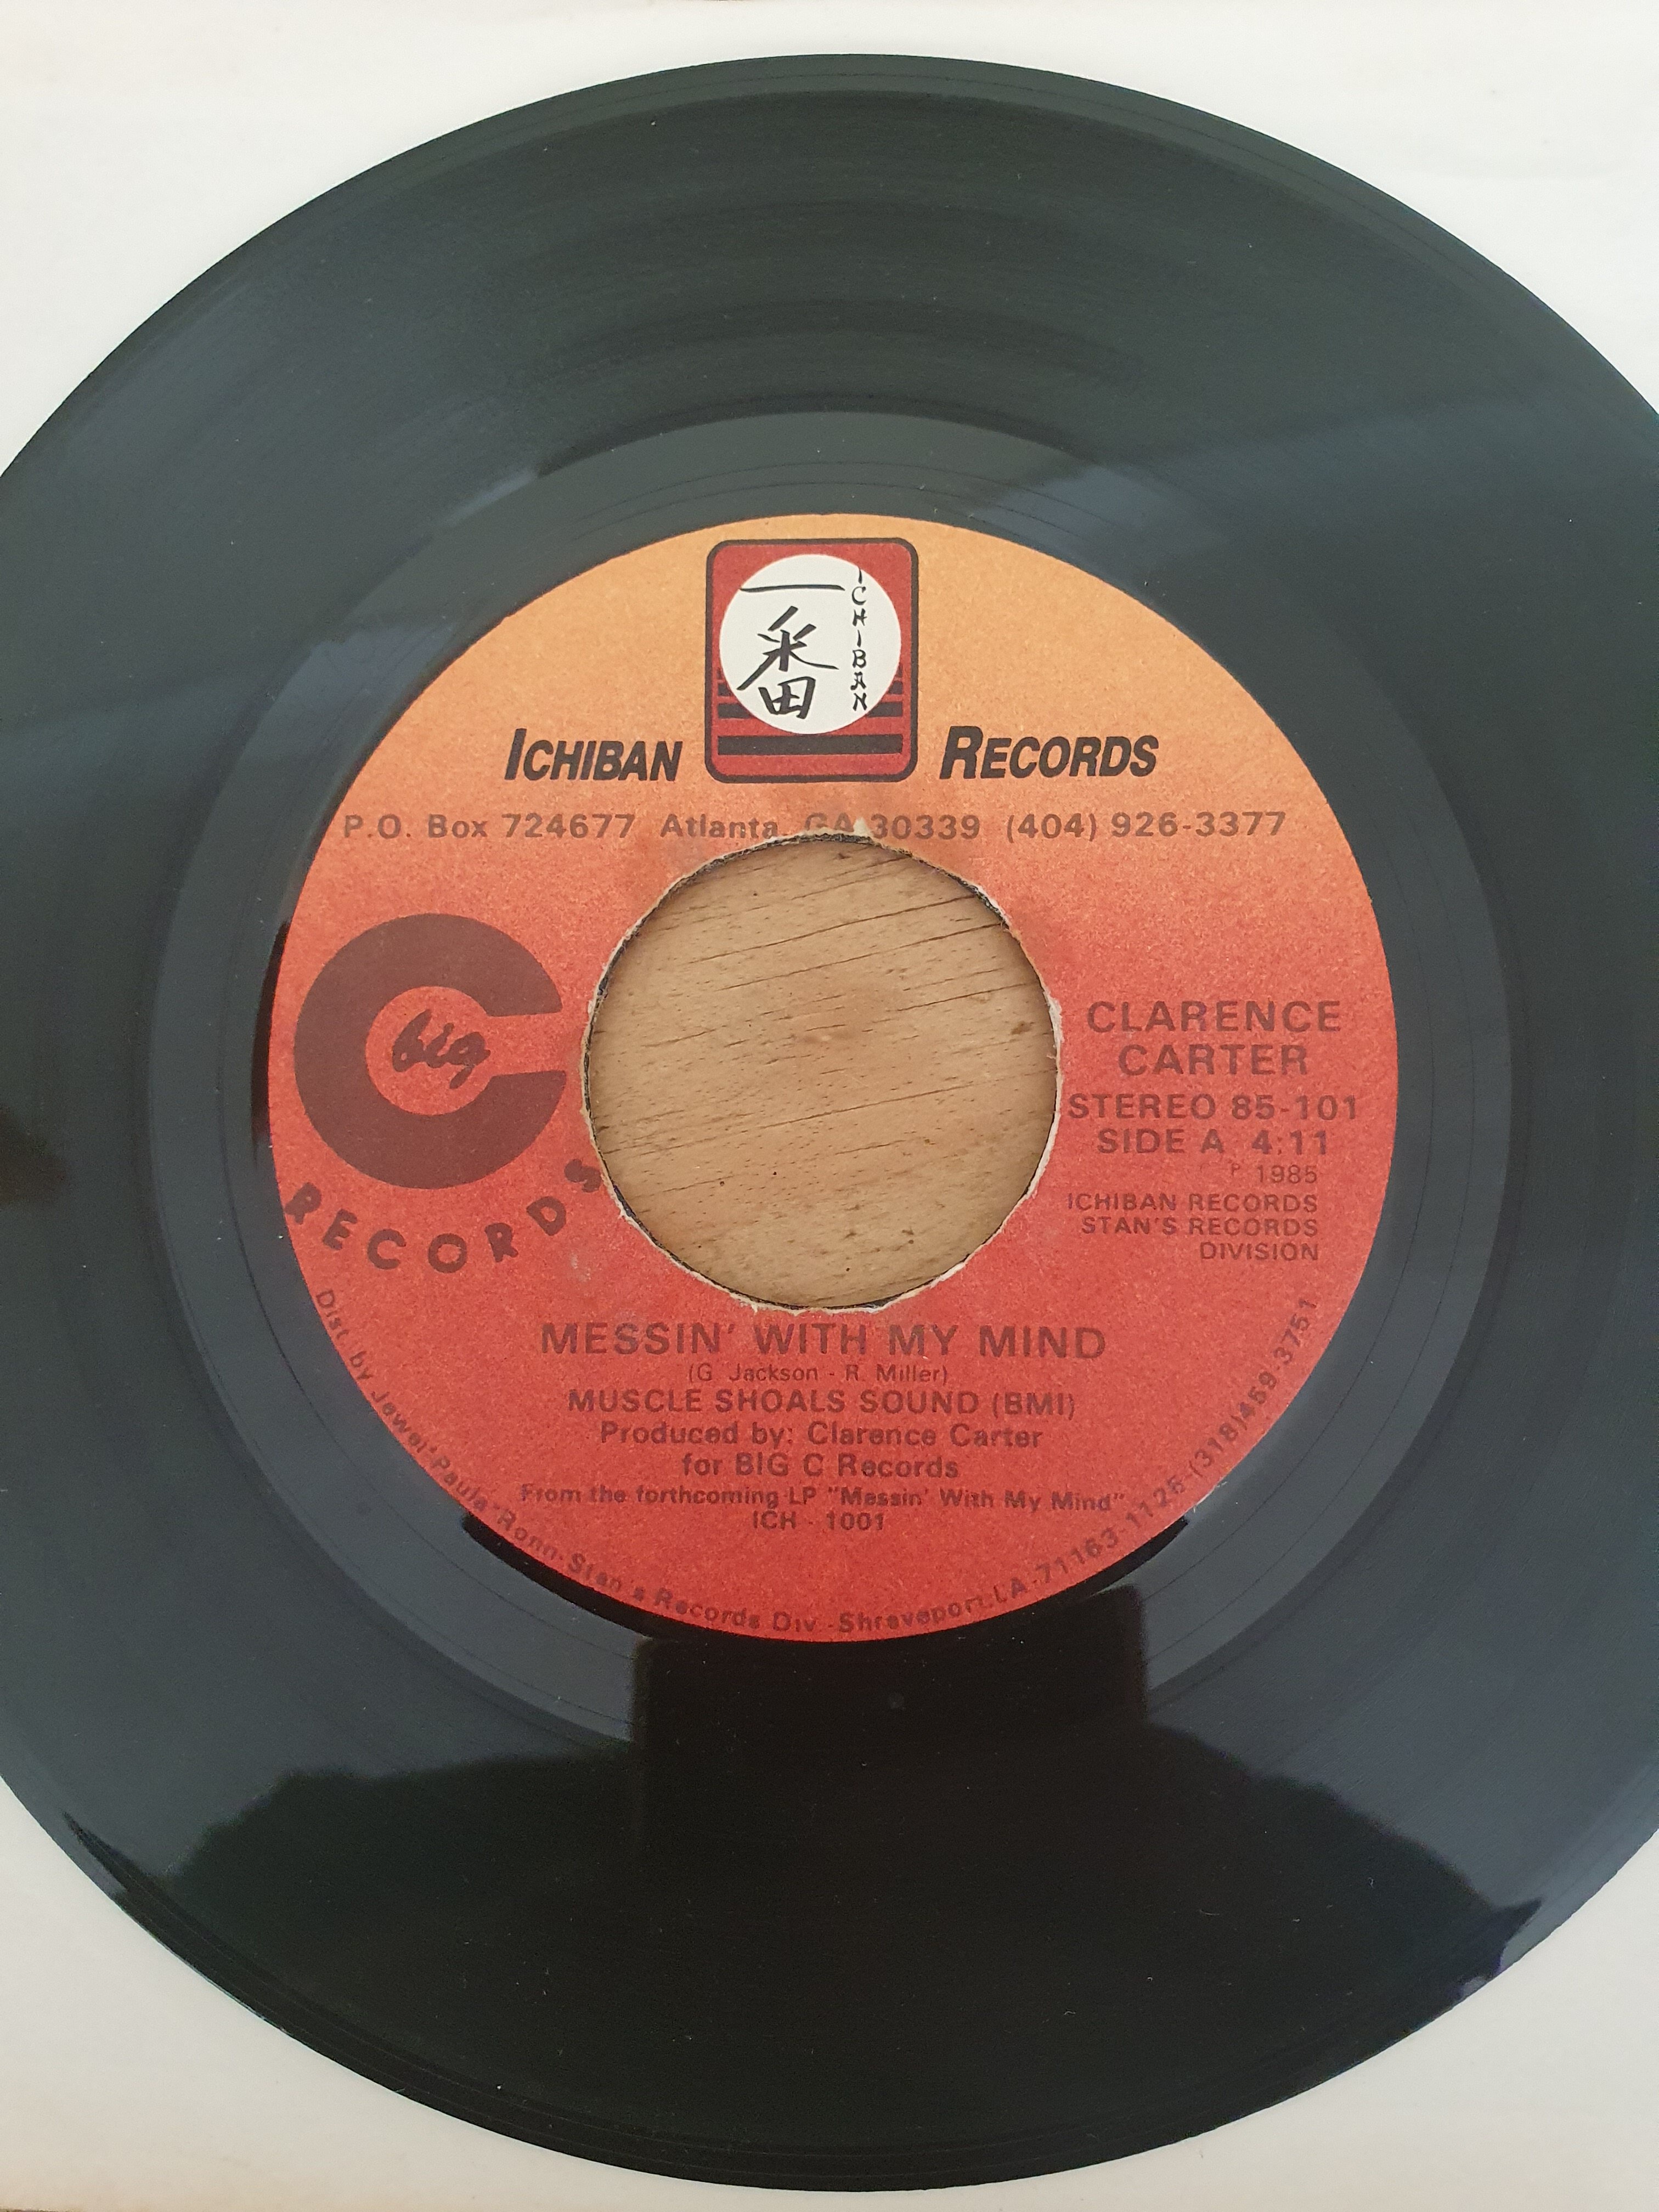 一番
ICHIBAN
ICHIBAN RECORDS
P.O. Box 724677 Atlanta, GA 30339 (404) 926-3377
big C
RECORDS
CLARENCE
CARTER
STEREO 85-101
SIDE A 4:11
℗ 1985
ICHIBAN RECORDS
STAN'S RECORDS
DIVISION
MESSIN' WITH MY MIND
(G. Jackson - R. Miller)
MUSCLE SHOALS SOUND (BMI)
Produced by: Clarence Carter
for BIG C Records
From the forthcoming LP "Messin' With My Mind"
ICH - 1001
Dist. by Jewel·Paula·Ronn·Stan's Records Div.-Shreveport, LA-71163-1126-(318)459-3751